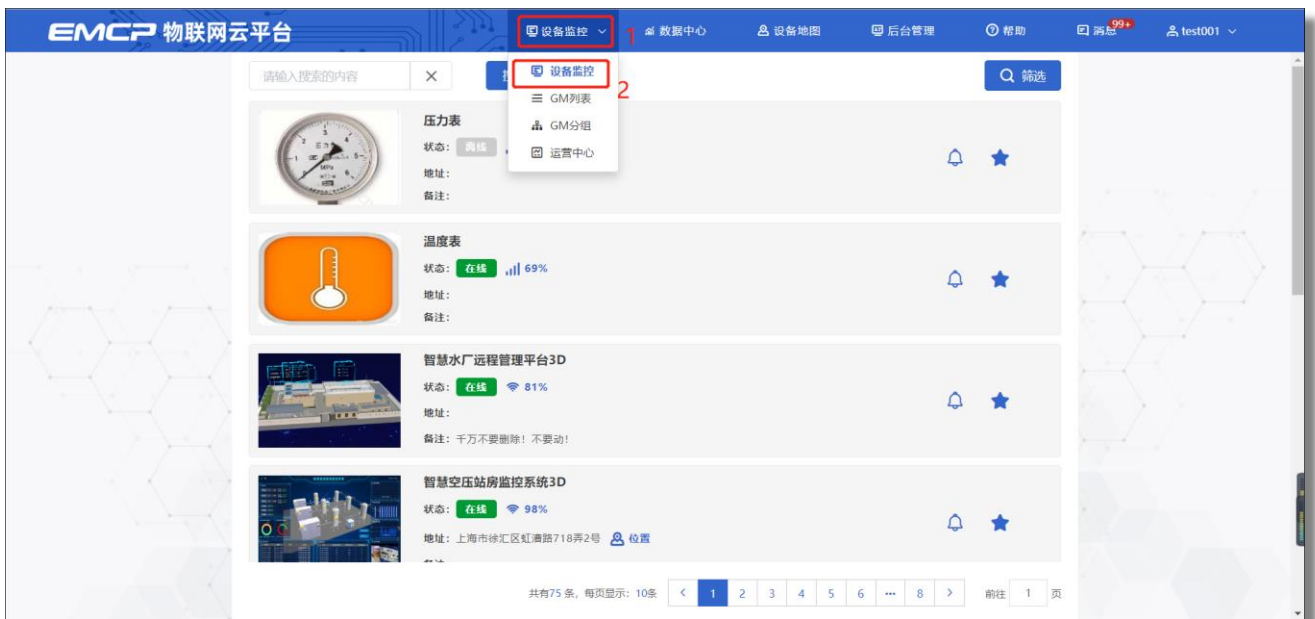 EMCP 物联网云平台
设备监控
1
数据中心
设备地图
后台管理
帮助
消息
99+
test001
请输入搜索的内容
筛选
设备监控
2
GM列表
GM分组
运营中心
压力表
状态: 离线
地址:
备注:
温度表
状态: 在线 69%
地址:
备注:
智慧水厂远程管理平台3D
状态: 在线 81%
地址:
备注: 千万不要删除! 不要动!
智慧空压站房监控系统3D
状态: 在线 98%
地址: 上海市徐汇区虹漕路718弄2号 位置
共有75 条, 每页显示: 10条 < 1 2 3 4 5 6 ··· 8 > 前往 1 页